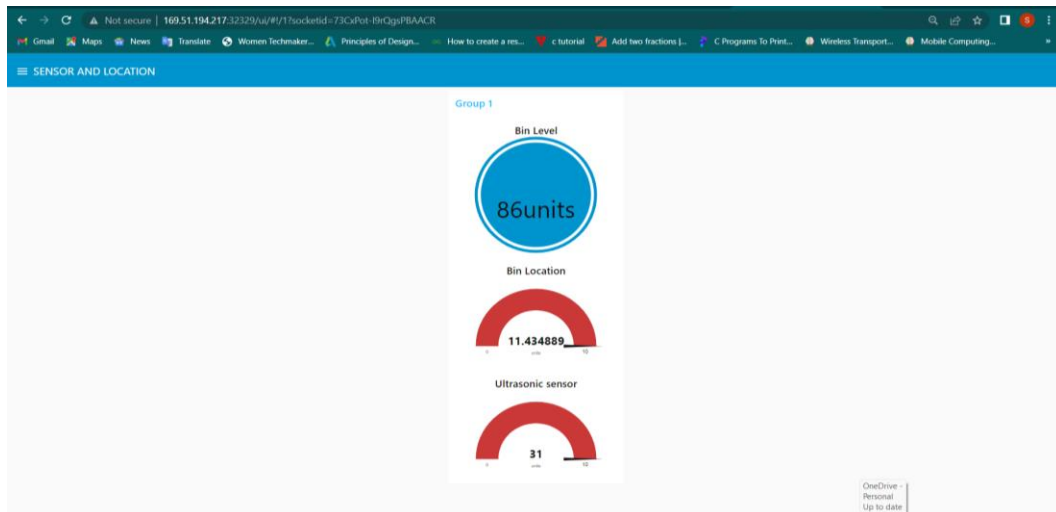 Not secure | 169.51.194.217:32329/ui/#!/1?socketid=73CxPot-I9rQgsPBAACR
Gmail Maps News Translate Women Techmaker... Principles of Design... How to create a res... c tutorial Add two fractions |... C Programs To Print... Wireless Transport... Mobile Computing...
SENSOR AND LOCATION
Group 1
Bin Level
86units
Bin Location
11.434889
0 units 10
Ultrasonic sensor
31
0 units 10
OneDrive -
Personal
Up to date